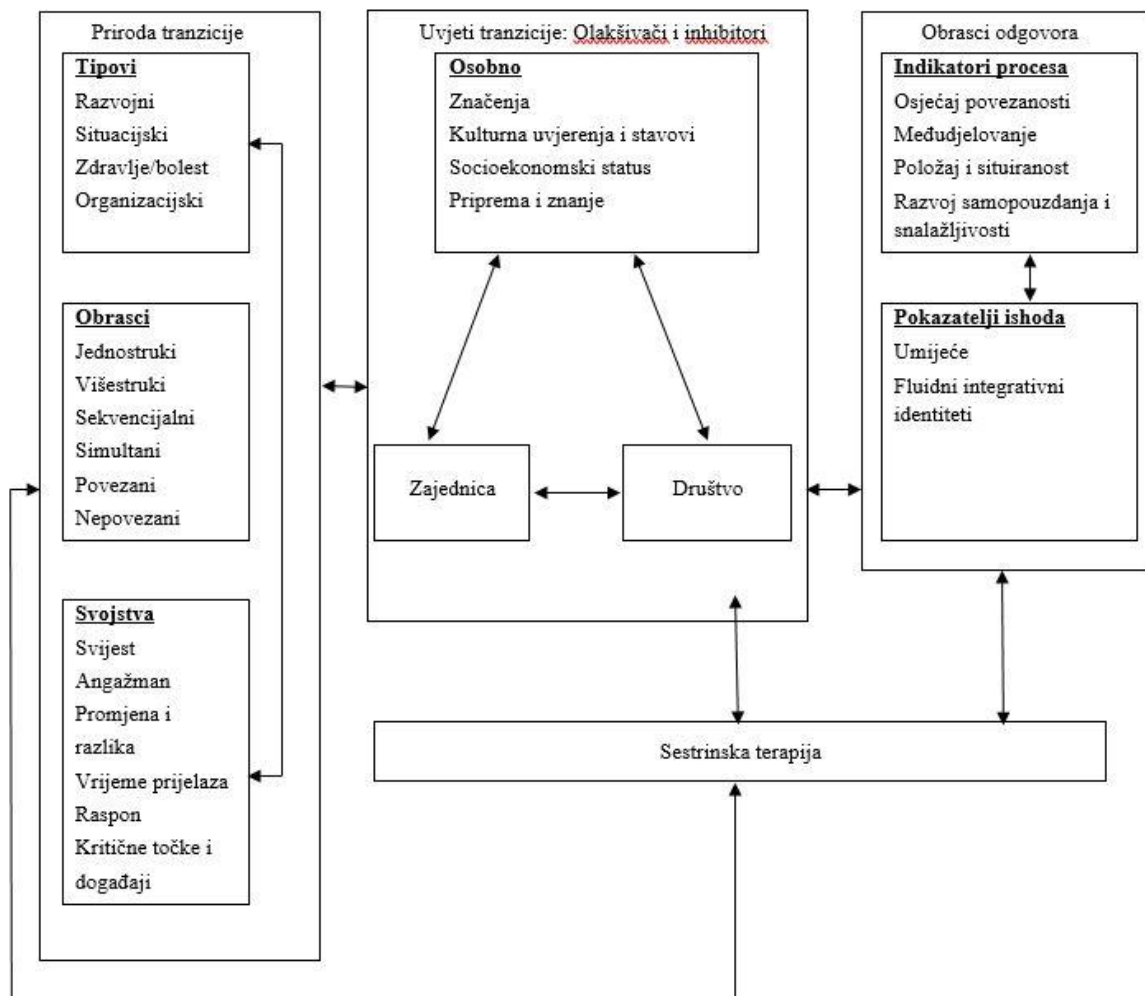 Priroda tranzicije
Tipovi
Razvojni
Situacijski
Zdravlje/bolest
Organizacijski
Obrasci
Jednostruki
Višestruki
Sekvencijalni
Simultani
Povezani
Nepovezani
Svojstva
Svijest
Angažman
Promjena i
razlika
Vrijeme prijelaza
Raspon
Kritične točke i
događaji
Uvjeti tranzicije: Olakšivači i inhibitori
Osobno
Značenja
Kulturna uvjerenja i stavovi
Socioekonomski status
Priprema i znanje
Zajednica
Društvo
Obrasci odgovora
Indikatori procesa
Osjećaj povezanosti
Međudjelovanje
Položaj i situiranost
Razvoj samopouzdanja i
snalažljivosti
Pokazatelji ishoda
Umijeće
Fluidni integrativni
identiteti
Sestrinska terapija